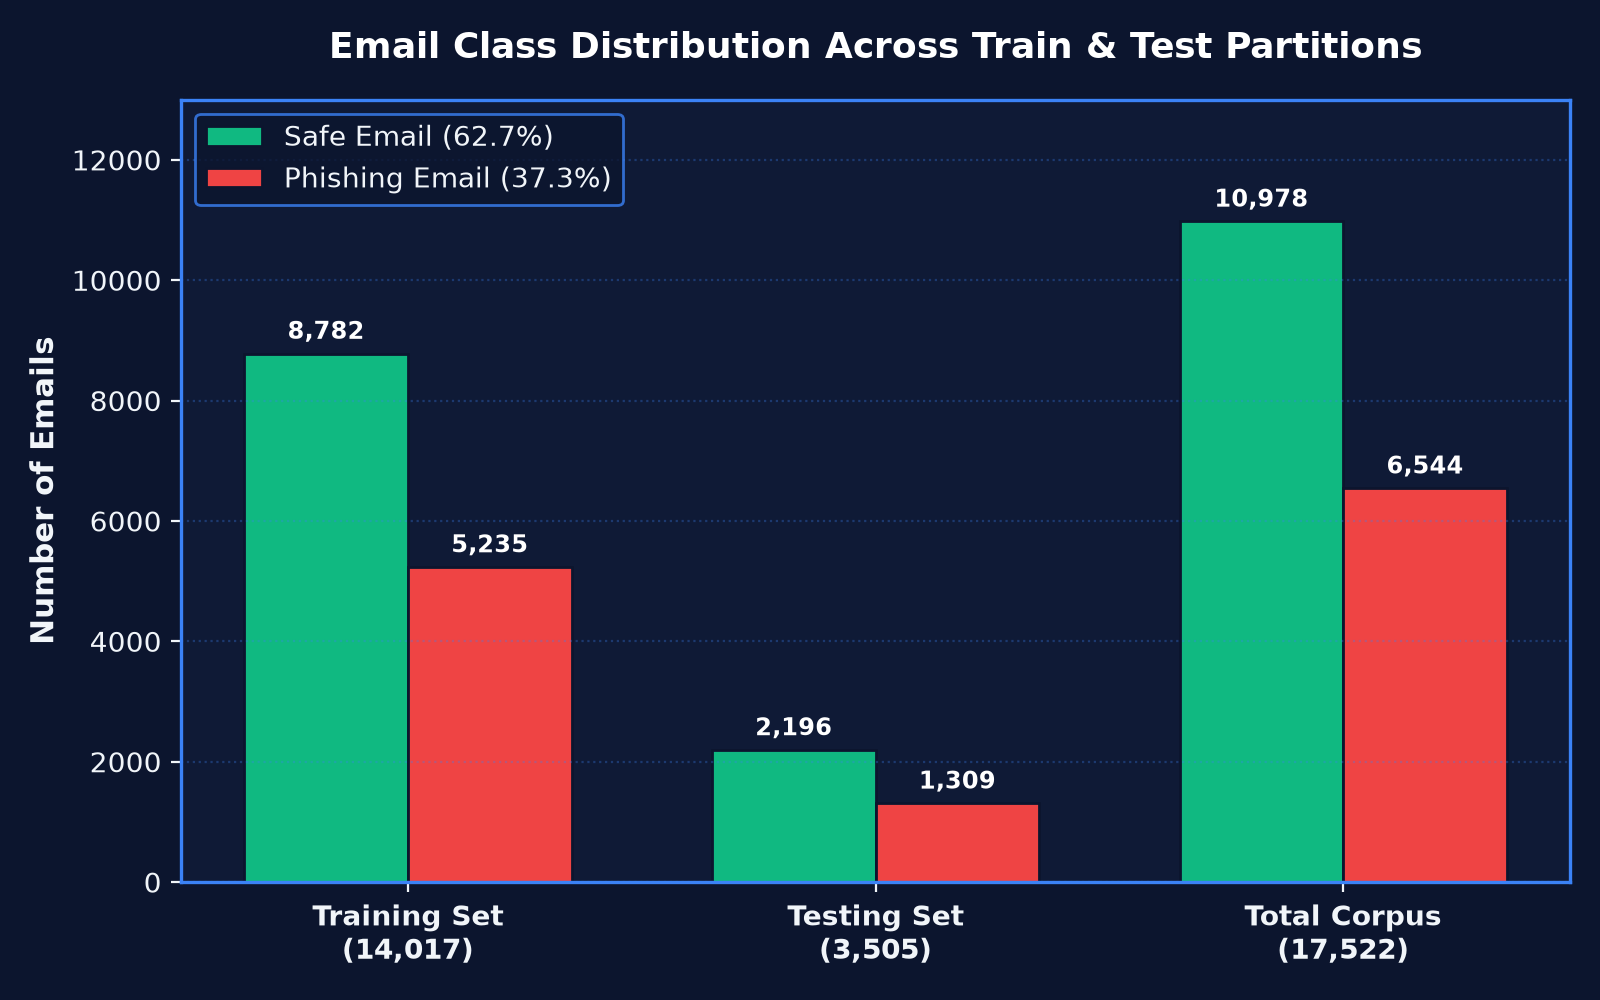 Email Class Distribution Across Train & Test Partitions
Safe Email (62.7%)
Phishing Email (37.3%)
Number of Emails
12000
10000
8000
6000
4000
2000
0
8,782
5,235
2,196
1,309
10,978
6,544
Training Set
(14,017)
Testing Set
(3,505)
Total Corpus
(17,522)